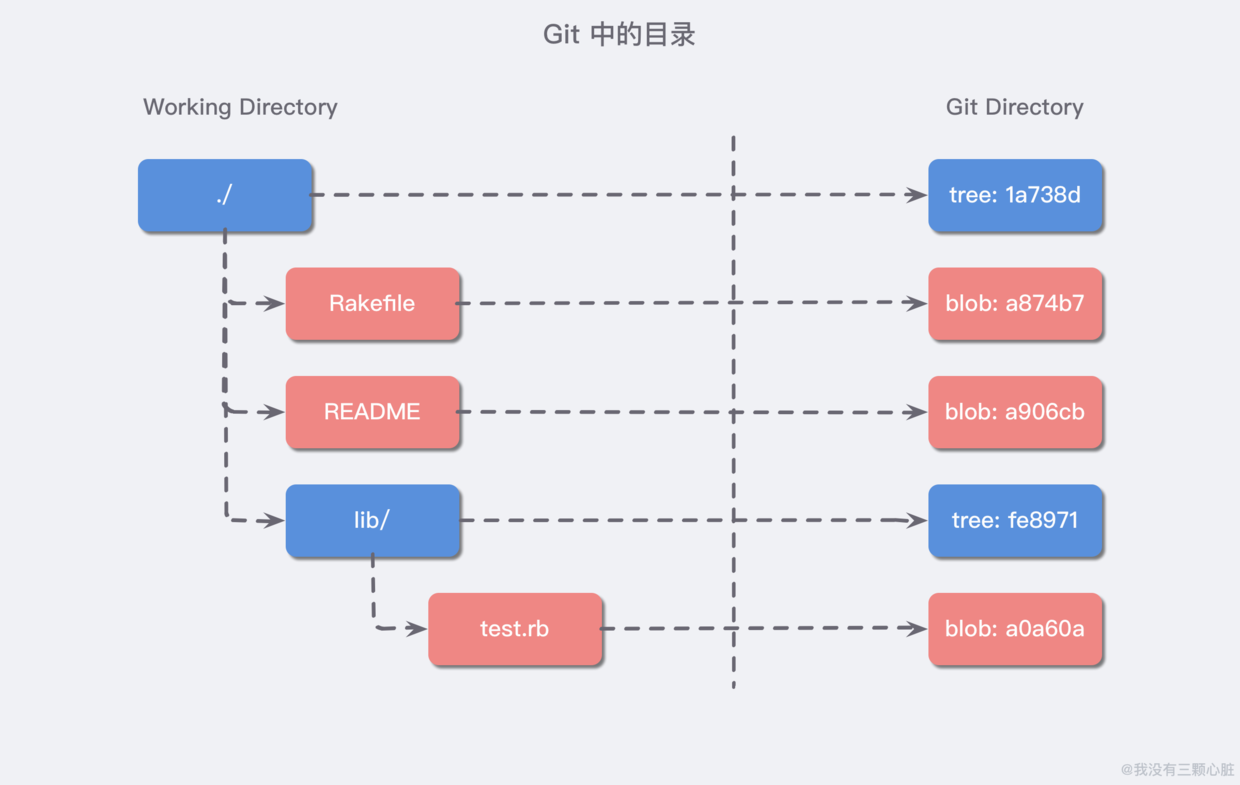 Git 中的目录
Working Directory
Git Directory
./
tree: 1a738d
Rakefile
blob: a874b7
README
blob: a906cb
lib/
tree: fe8971
test.rb
blob: a0a60a
@我没有三颗心脏